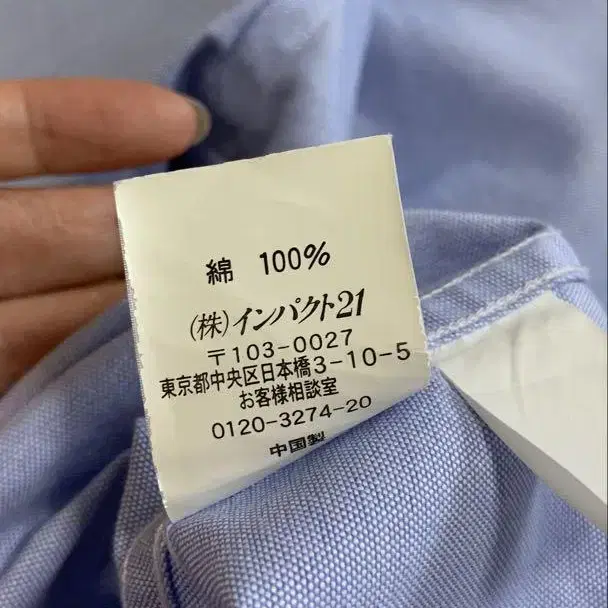 綿 100%
(株)インパクト21
〒103-0027
東京都中央区日本橋3-10-5
お客様相談室
0120-3274-20
中国製